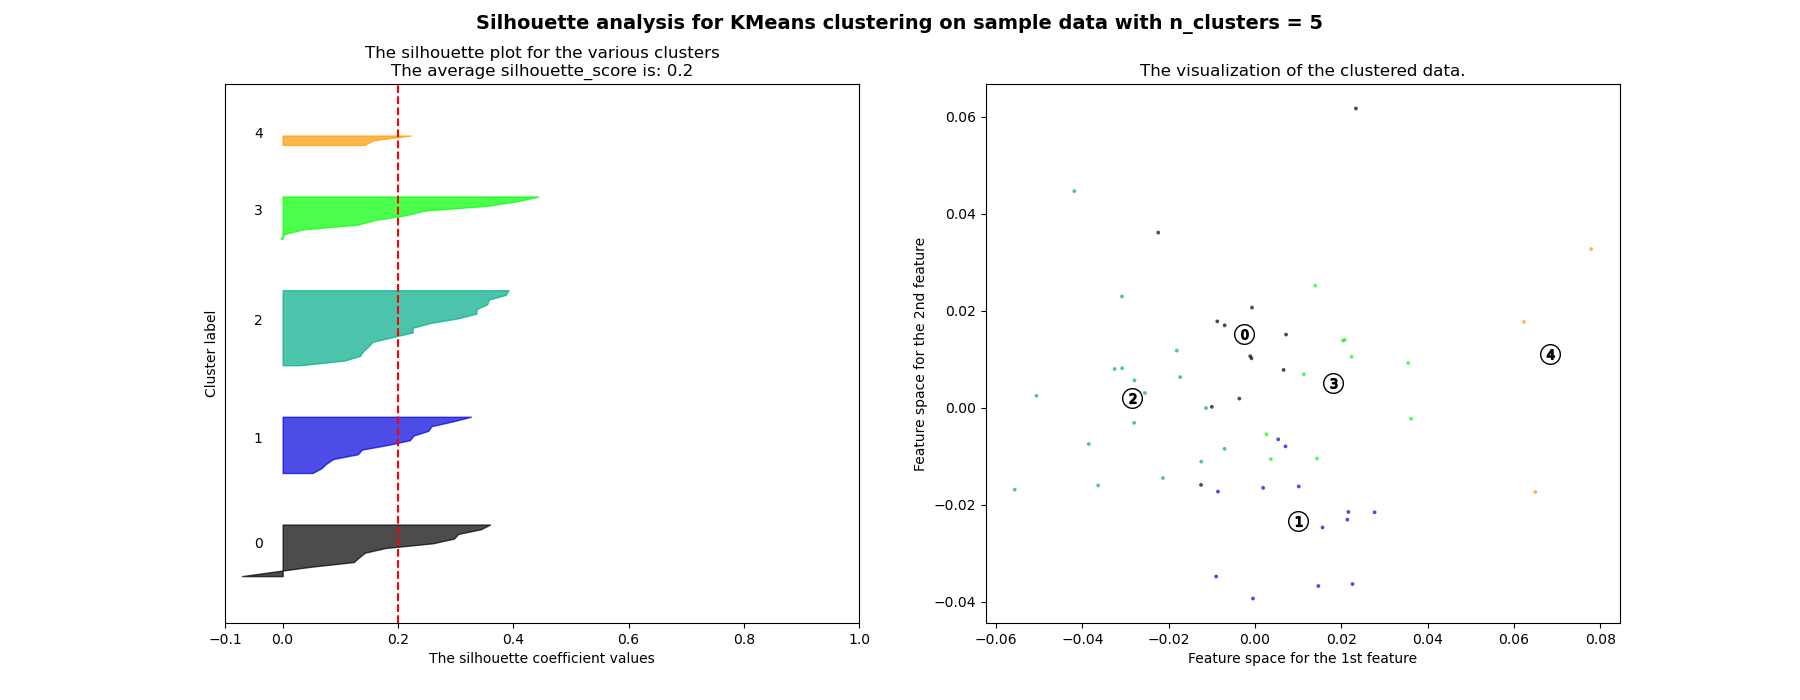 Silhouette analysis for KMeans clustering on sample data with n_clusters = 5
The silhouette plot for the various clusters
The average silhouette_score is: 0.2
Cluster label
4
3
2
1
0
−0.1 0.0 0.2 0.4 0.6 0.8 1.0
The silhouette coefficient values
The visualization of the clustered data.
Feature space for the 2nd feature
0.06
0.04
0.02
0.00
−0.02
−0.04
0
4
3
2
1
−0.06 −0.04 −0.02 0.00 0.02 0.04 0.06 0.08
Feature space for the 1st feature